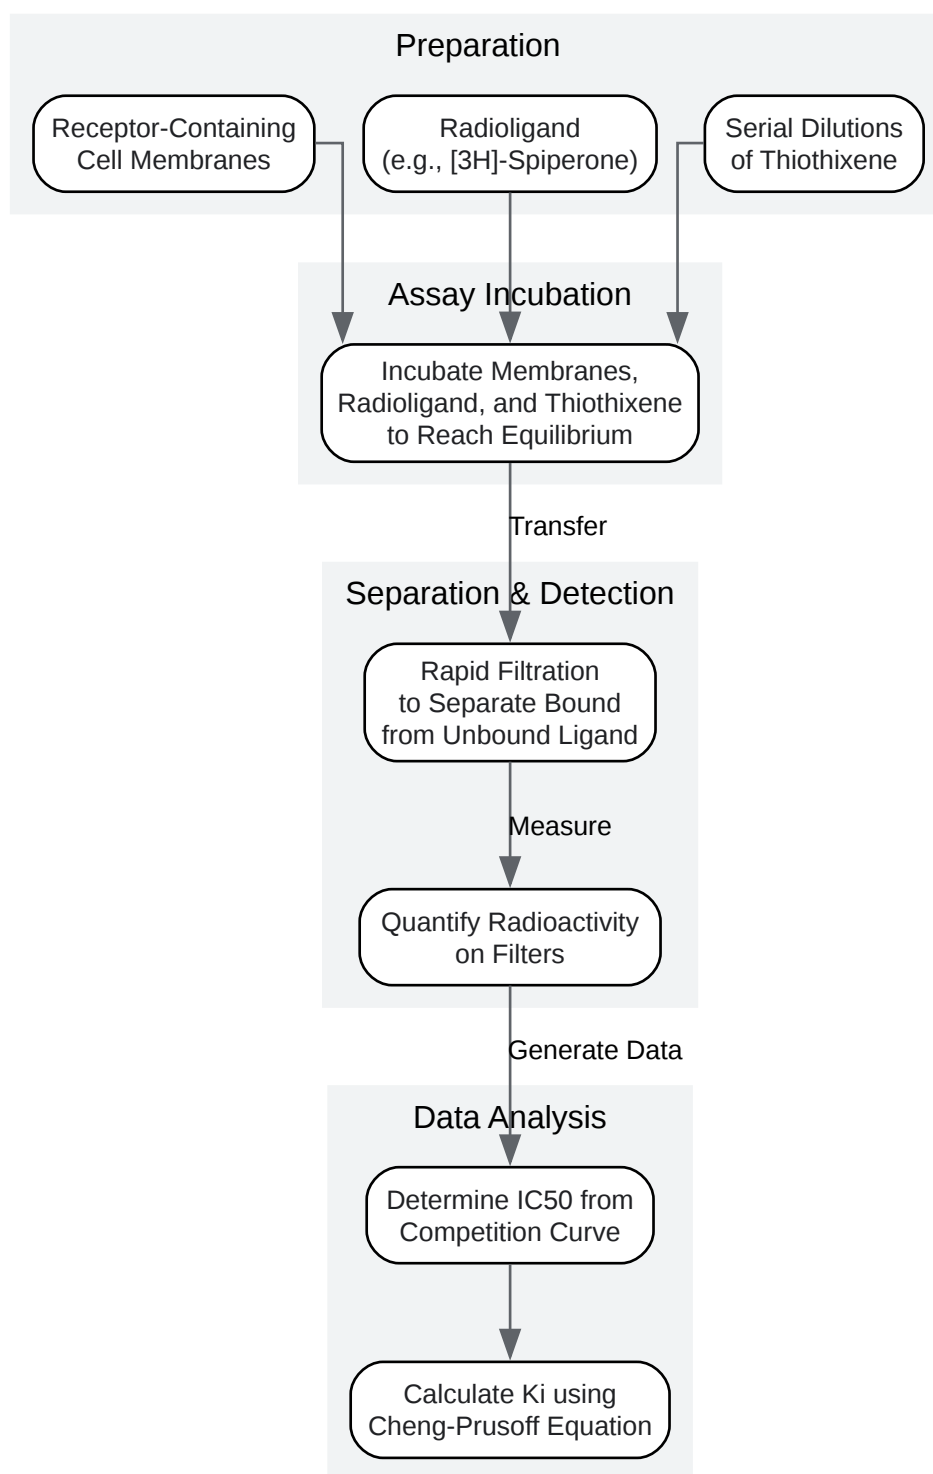 Preparation
Receptor-Containing
Cell Membranes
Radioligand
(e.g., [3H]-Spiperone)
Serial Dilutions
of Thiothixene
Assay Incubation
Incubate Membranes,
Radioligand, and Thiothixene
to Reach Equilibrium
Transfer
Separation & Detection
Rapid Filtration
to Separate Bound
from Unbound Ligand
Measure
Quantify Radioactivity
on Filters
Generate Data
Data Analysis
Determine IC50 from
Competition Curve
Calculate Ki using
Cheng-Prusoff Equation